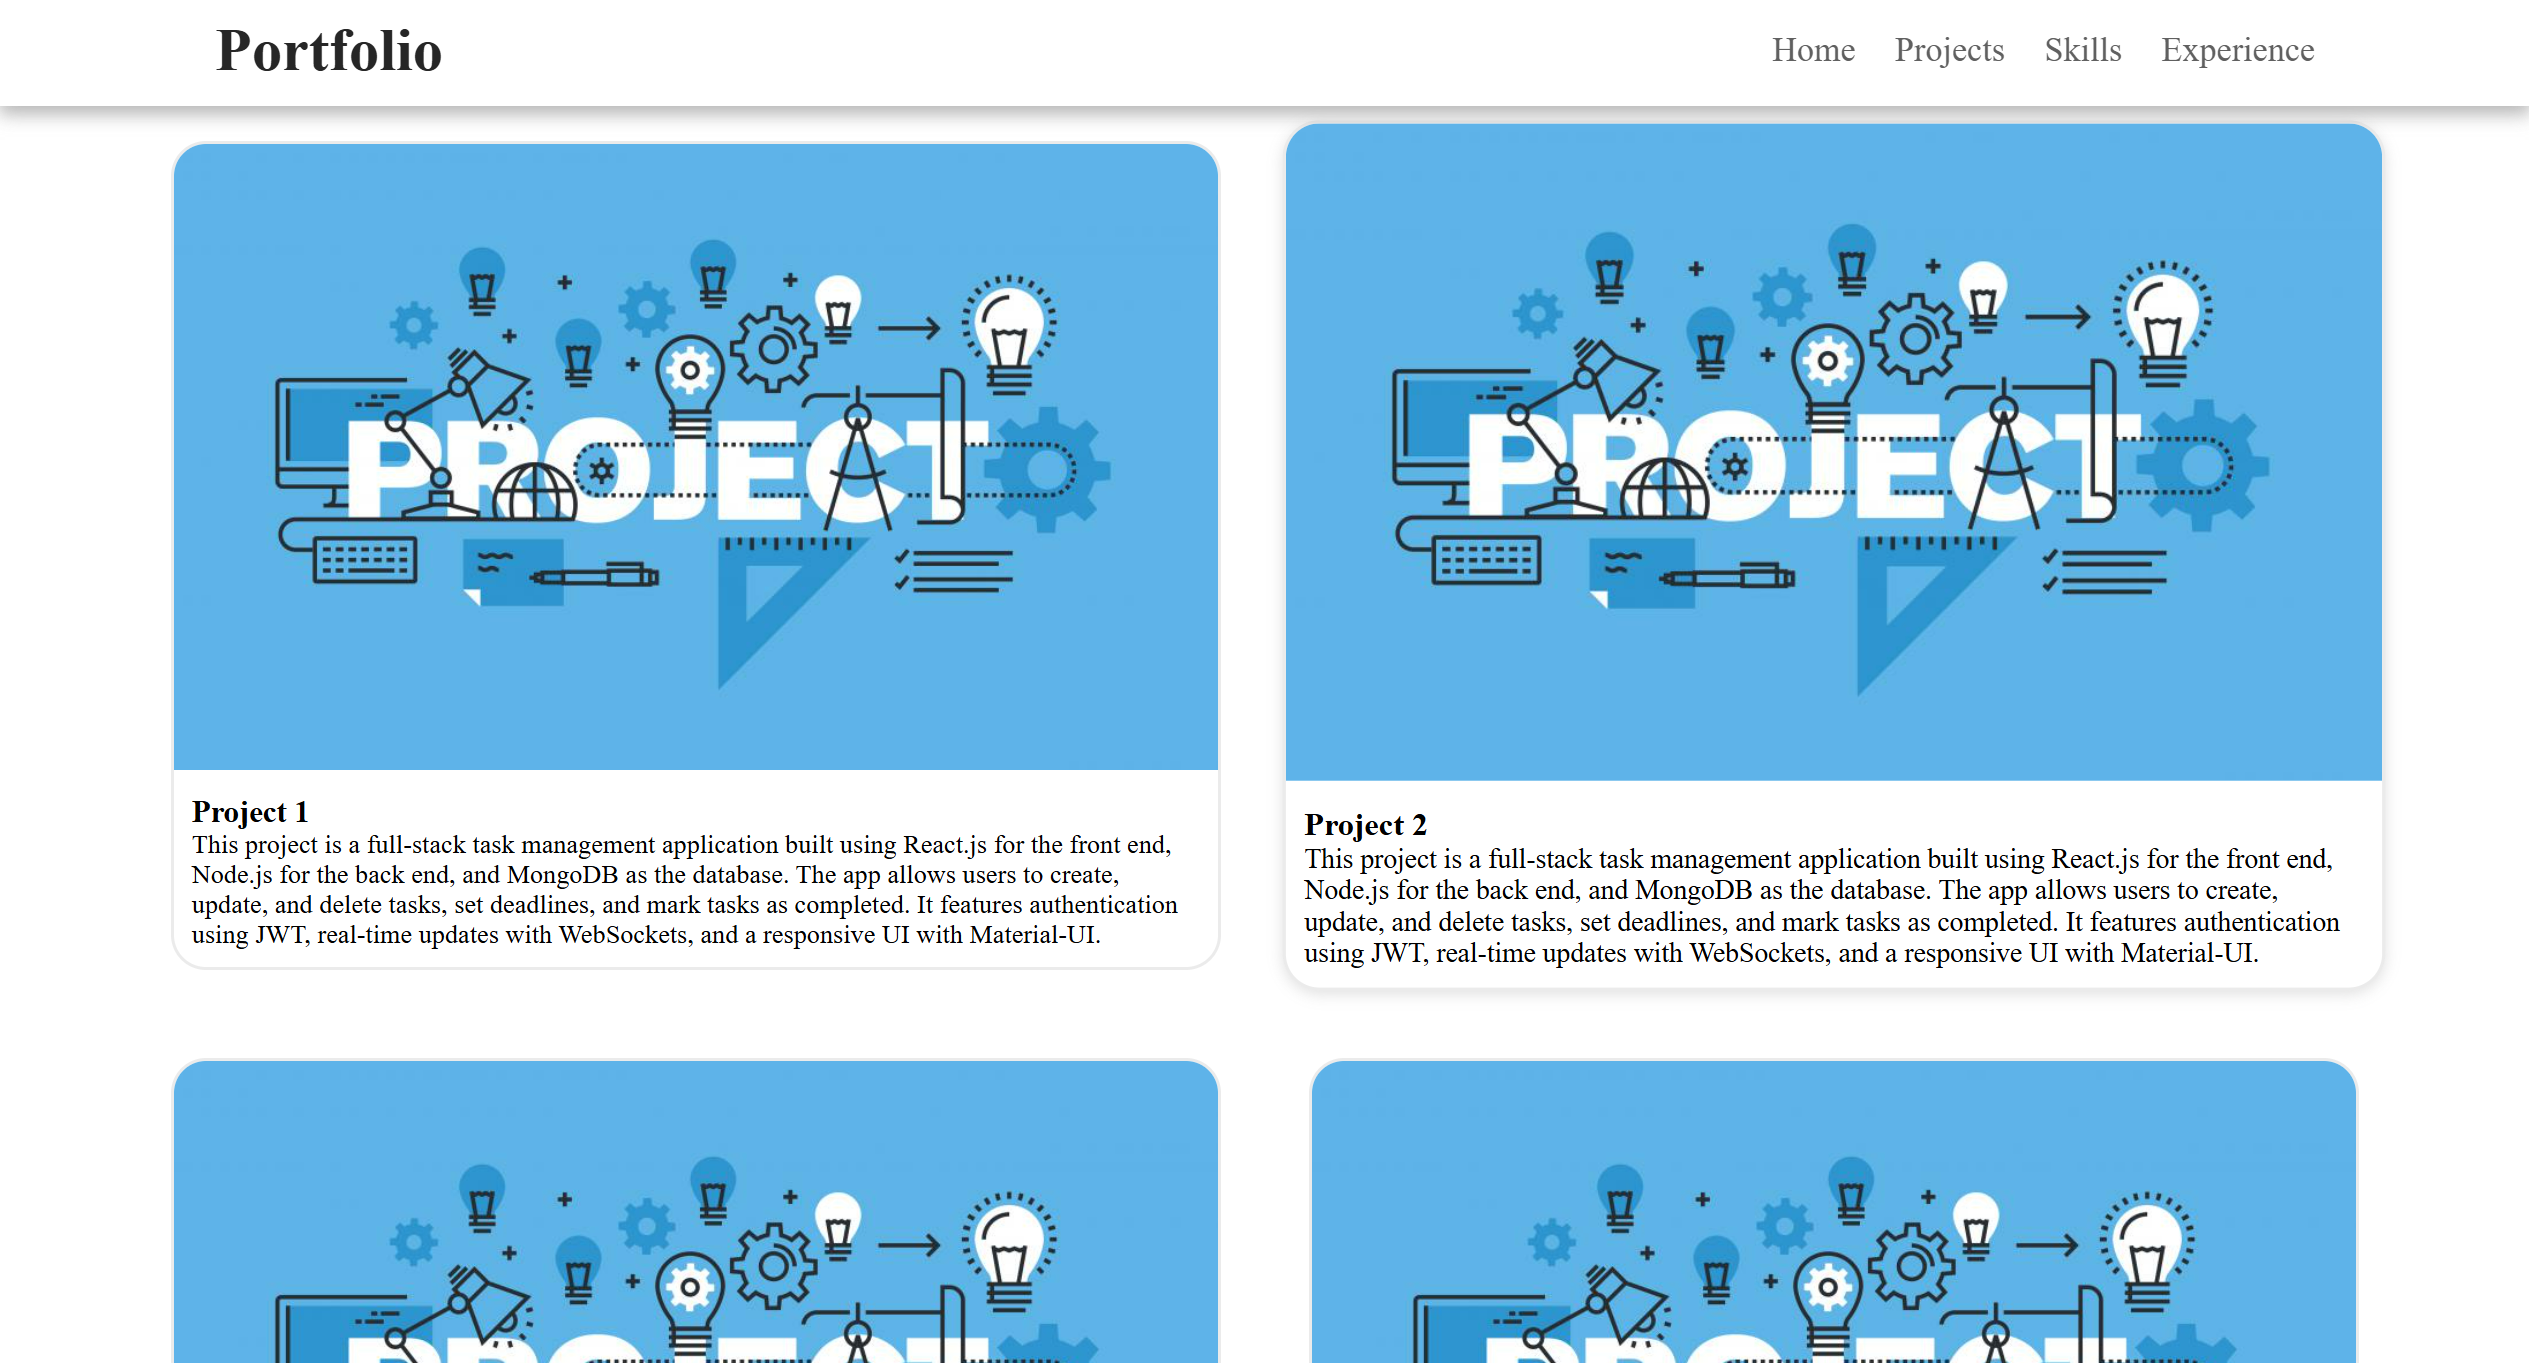 Portfolio
Home Projects Skills Experience
PROJECT
PROJECT
Project 1
This project is a full-stack task management application built using React.js for the front end,
Node.js for the back end, and MongoDB as the database. The app allows users to create,
update, and delete tasks, set deadlines, and mark tasks as completed. It features authentication
using JWT, real-time updates with WebSockets, and a responsive UI with Material-UI.
Project 2
This project is a full-stack task management application built using React.js for the front end,
Node.js for the back end, and MongoDB as the database. The app allows users to create,
update, and delete tasks, set deadlines, and mark tasks as completed. It features authentication
using JWT, real-time updates with WebSockets, and a responsive UI with Material-UI.
PROJECT
PROJECT